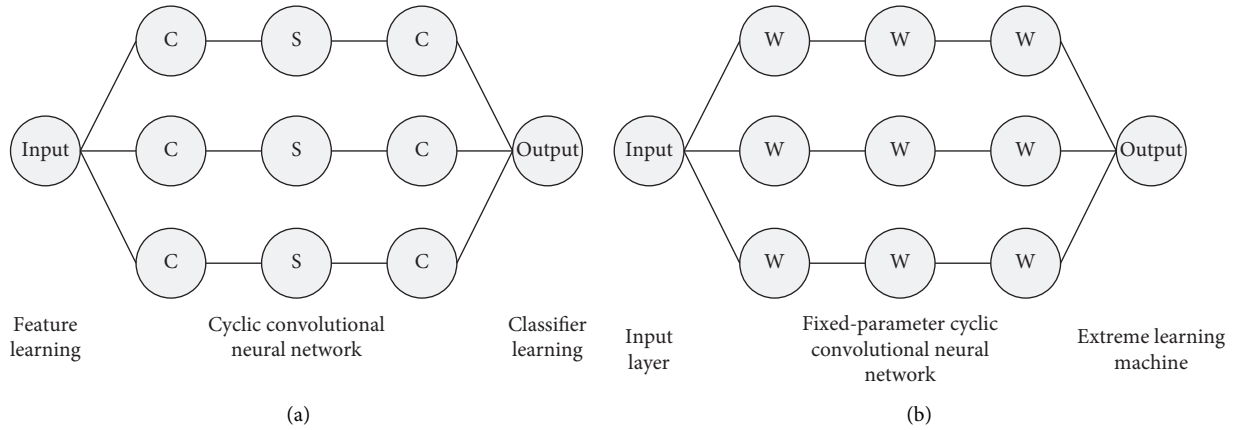 C S C
Input C S C Output
C S C
Feature
learning
Cyclic convolutional
neural network
Classifier
learning
(a)
W W W
Input W W W Output
W W W
Input
layer
Fixed-parameter cyclic
convolutional neural
network
Extreme learning
machine
(b)